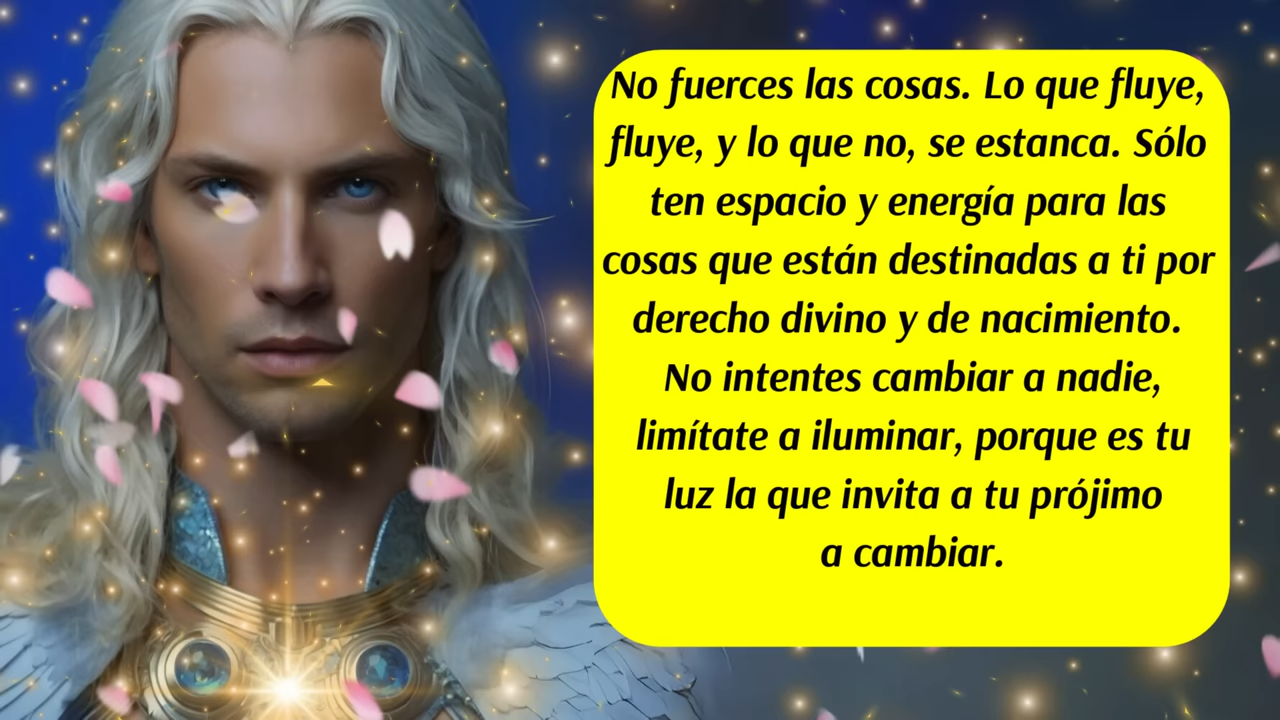 No fuerces las cosas. Lo que fluye,
fluye, y lo que no, se estanca. Sólo
ten espacio y energía para las
cosas que están destinadas a ti por
derecho divino y de nacimiento.
No intentes cambiar a nadie,
limítate a iluminar, porque es tu
luz la que invita a tu prójimo
a cambiar.